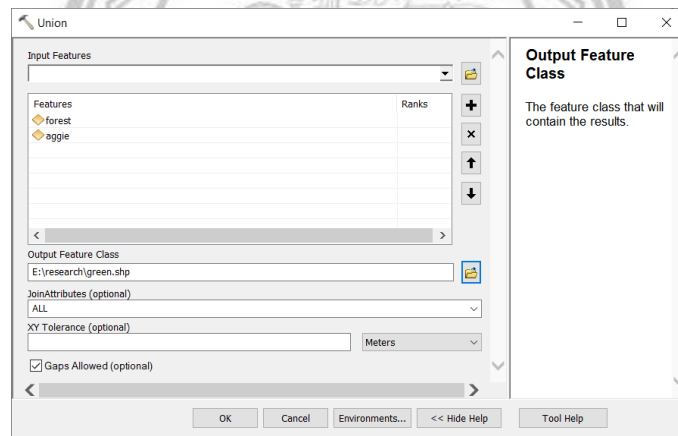 Union
Input Features
Features Ranks
forest
aggie
Output Feature Class
E:\research\green.shp
JoinAttributes (optional)
ALL
XY Tolerance (optional)
Meters
Gaps Allowed (optional)
OK Cancel Environments... << Hide Help Tool Help
Output Feature
Class
The feature class that will
contain the results.